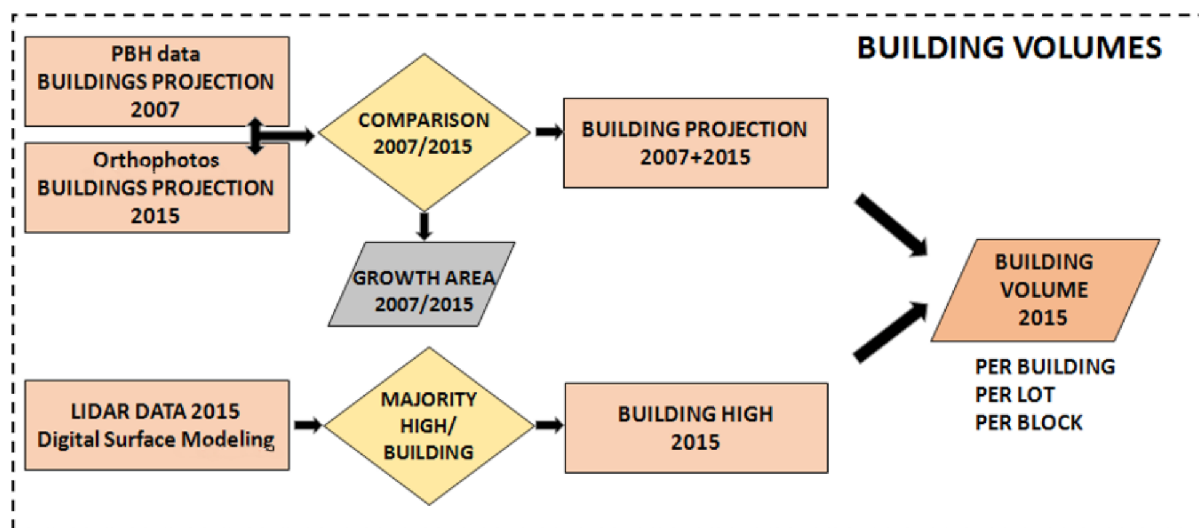 BUILDING VOLUMES
PBH data
BUILDINGS PROJECTION
2007
Orthophotos
BUILDINGS PROJECTION
2015
COMPARISON
2007/2015
BUILDING PROJECTION
2007+2015
GROWTH AREA
2007/2015
LIDAR DATA 2015
Digital Surface Modeling
MAJORITY
HIGH/
BUILDING
BUILDING HIGH
2015
BUILDING
VOLUME
2015
PER BUILDING
PER LOT
PER BLOCK